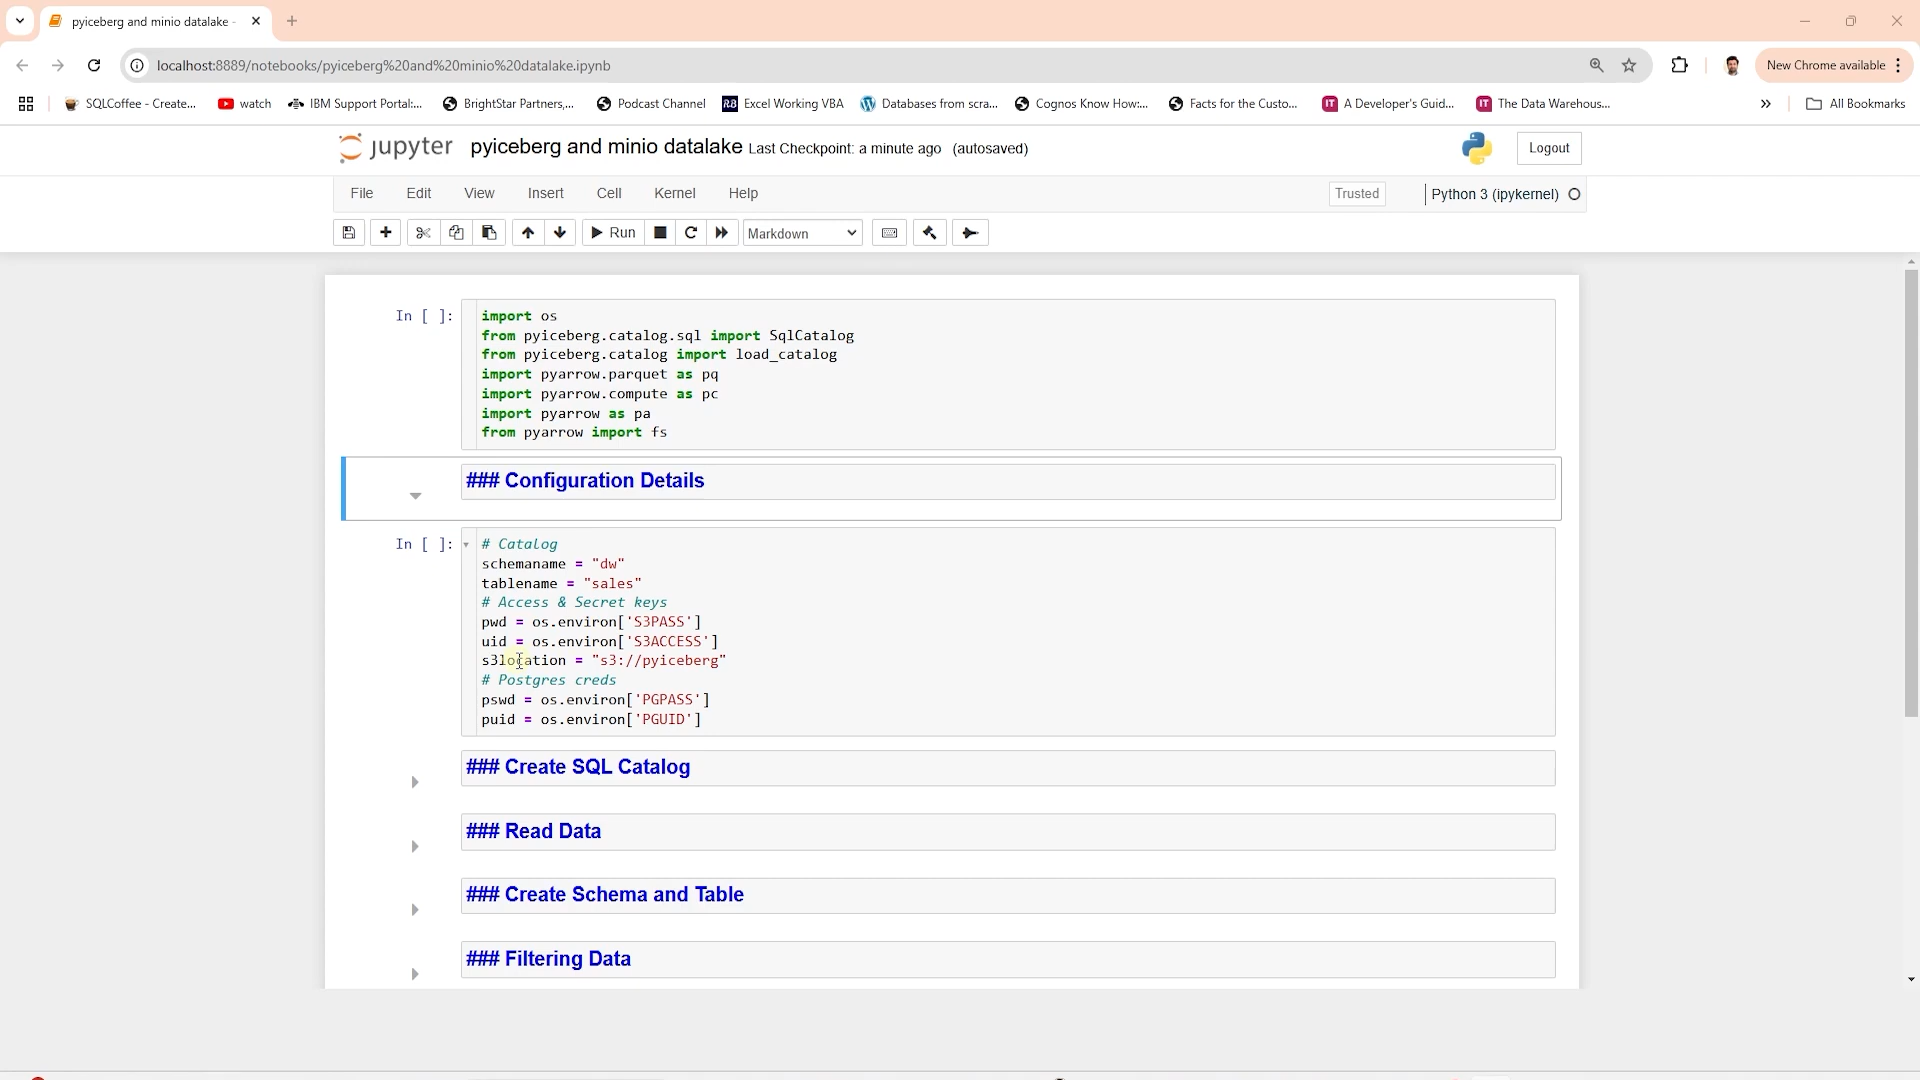 pyiceberg and minio datalake -
localhost:8889/notebooks/pyiceberg%20and%20minio%20datalake.ipynb
New Chrome available
SQLCoffee - Create...
watch
IBM Support Portal:...
BrightStar Partners,...
Podcast Channel
Excel Working VBA
Databases from scra...
Cognos Know How:...
Facts for the Custo...
A Developer's Guid...
The Data Warehous...
»
All Bookmarks
jupyter pyiceberg and minio datalake Last Checkpoint: a minute ago (autosaved)
Logout
File Edit View Insert Cell Kernel Help
Trusted
Python 3 (ipykernel)
Run
Markdown
In [ ]:
import os
from pyiceberg.catalog.sql import SqlCatalog
from pyiceberg.catalog import load_catalog
import pyarrow.parquet as pq
import pyarrow.compute as pc
import pyarrow as pa
from pyarrow import fs
### Configuration Details
In [ ]:
# Catalog
schemaname = "dw"
tablename = "sales"
# Access & Secret keys
pwd = os.environ['S3PASS']
uid = os.environ['S3ACCESS']
s3location = "s3://pyiceberg"
# Postgres creds
pswd = os.environ['PGPASS']
puid = os.environ['PGUID']
### Create SQL Catalog
### Read Data
### Create Schema and Table
### Filtering Data